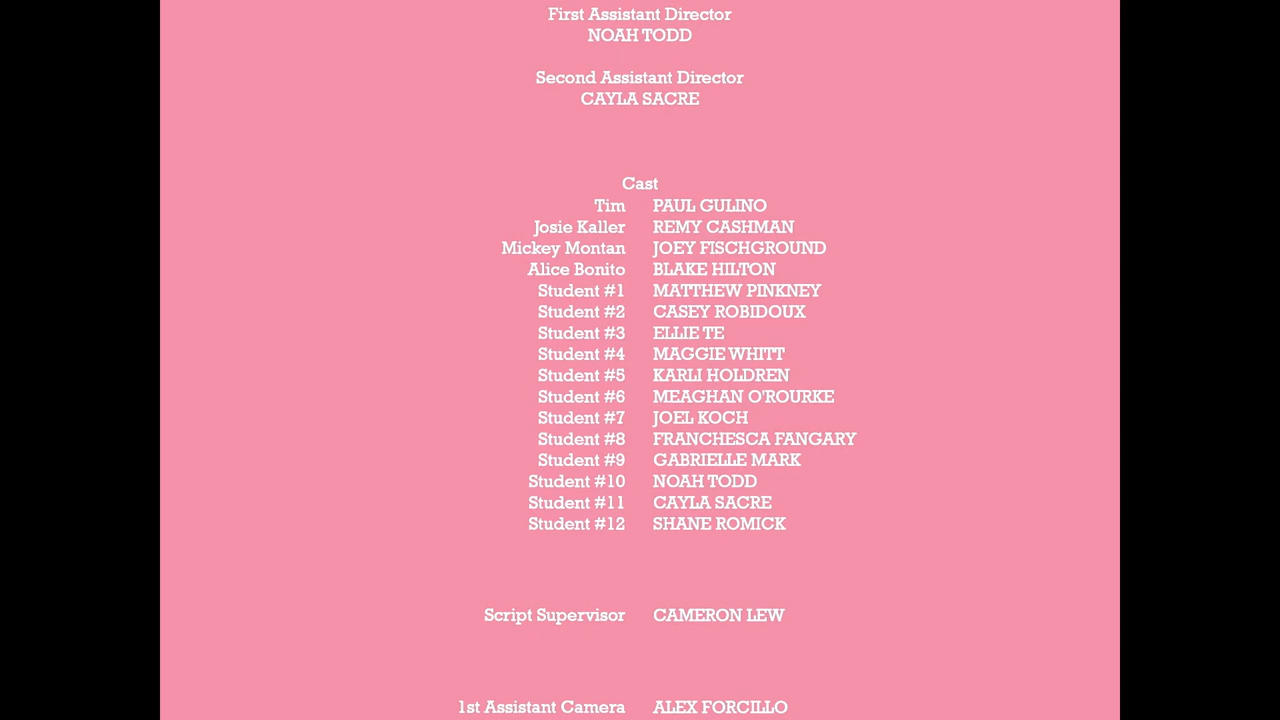 First Assistant Director
NOAH TODD
Second Assistant Director
CAYLA SACRE
Cast
Tim PAUL GULINO
Josie Kaller REMY CASHMAN
Mickey Montan JOEY FISCHGROUND
Alice Bonito BLAKE HILTON
Student #1 MATTHEW PINKNEY
Student #2 CASEY ROBIDOUX
Student #3 ELLIE TE
Student #4 MAGGIE WHITT
Student #5 KARLI HOLDREN
Student #6 MEAGHAN O'ROURKE
Student #7 JOEL KOCH
Student #8 FRANCHESCA FANGARY
Student #9 GABRIELLE MARK
Student #10 NOAH TODD
Student #11 CAYLA SACRE
Student #12 SHANE ROMICK
Script Supervisor CAMERON LEW
1st Assistant Camera ALEX FORCILLO